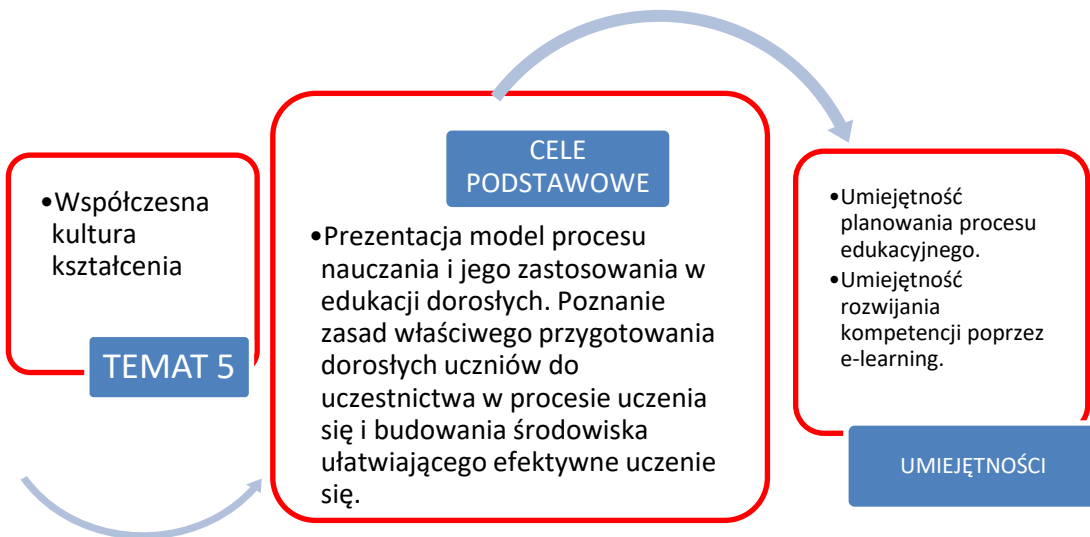 •Współczesna
kultura
kształcenia
TEMAT 5
CELE
PODSTAWOWE
•Prezentacja model procesu
nauczania i jego zastosowania w
edukacji dorosłych. Poznanie
zasad właściwego przygotowania
dorosłych uczniów do
uczestnictwa w procesie uczenia
się i budowania środowiska
ułatwiającego efektywne uczenie
się.
•Umiejętność
planowania procesu
edukacyjnego.
•Umiejętność
rozwijania
kompetencji poprzez
e-learning.
UMIEJĘTNOŚCI